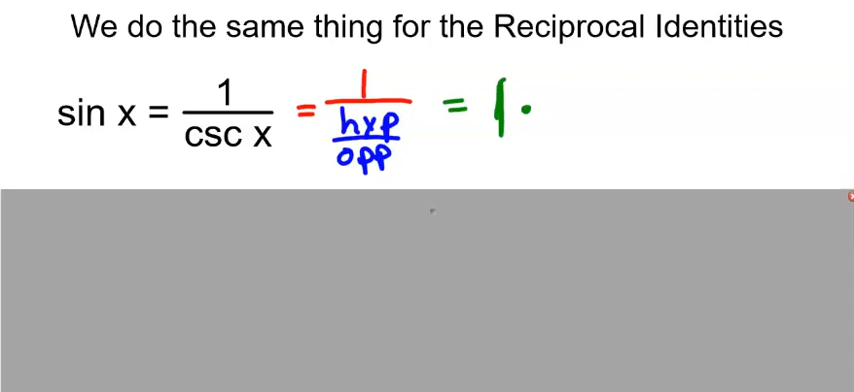 We do the same thing for the Reciprocal Identities
sin x = 1/csc x = 1/(hyp/opp) = 1 ·